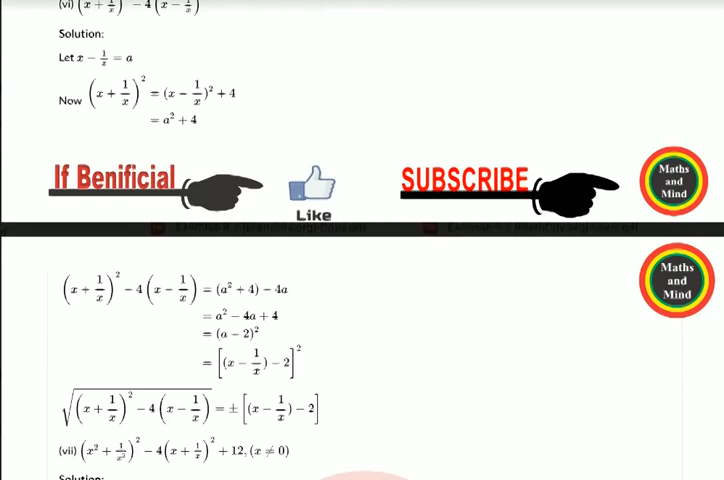 (vi) (x + 1/x)² − 4(x − 1/x)
Solution:
Let x − 1/x = a
Now (x + 1/x)² = (x − 1/x)² + 4
= a² + 4
If Benificial
Like
SUBSCRIBE
Maths
and
Mind
Maths
and
Mind
(x + 1/x)² − 4(x − 1/x) = (a² + 4) − 4a
= a² − 4a + 4
= (a − 2)²
= [(x − 1/x) − 2]²
√((x + 1/x)² − 4(x − 1/x)) = ± [(x − 1/x) − 2]
(vii) (x² + 1/x²)² − 4(x + 1/x)² + 12, (x ≠ 0)
Solution: